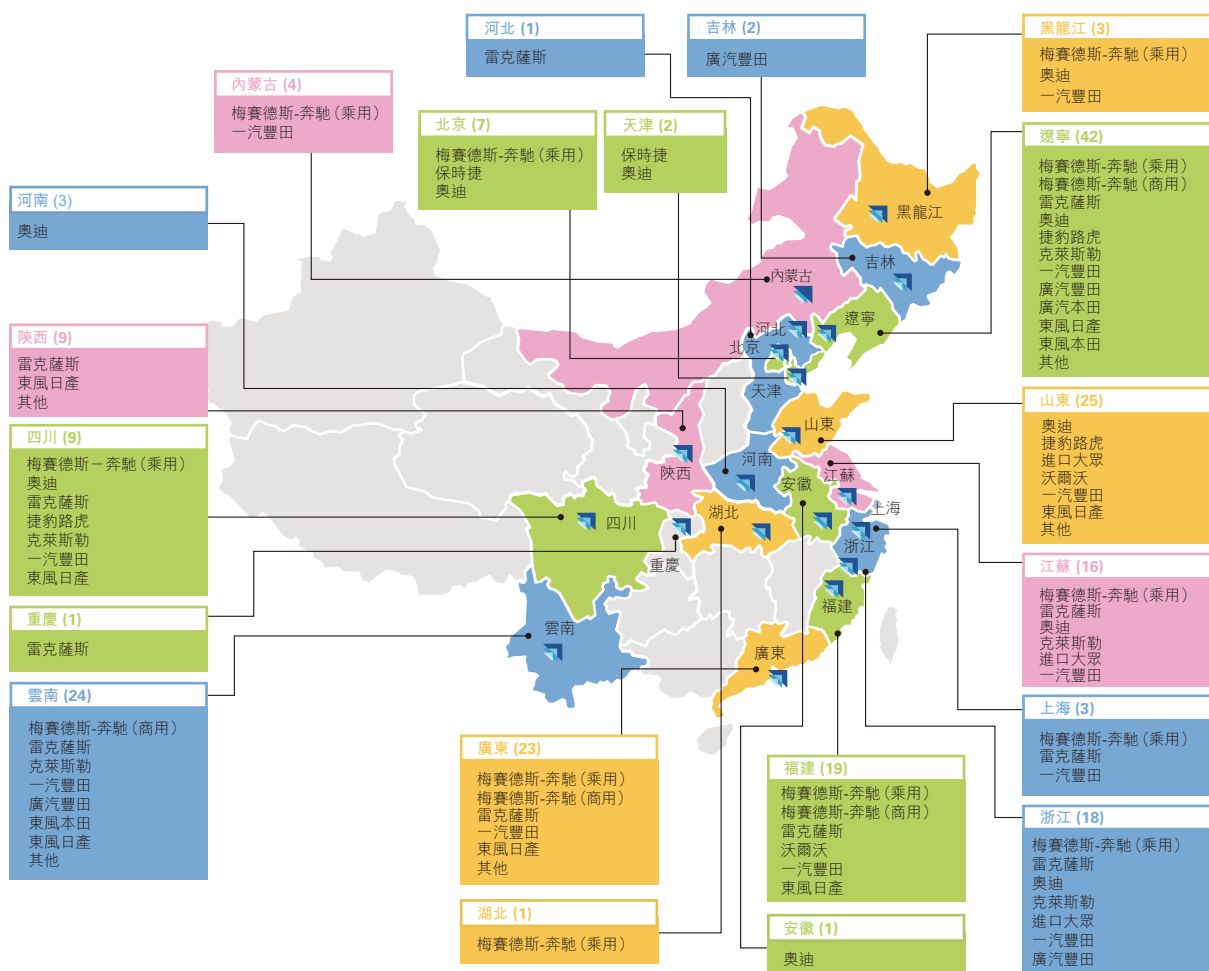 河北 (1)
雷克薩斯
吉林 (2)
廣汽豐田
黑龍江 (3)
梅賽德斯-奔馳（乘用）
奧迪
一汽豐田
內蒙古 (4)
梅賽德斯-奔馳（乘用）
一汽豐田
北京 (7)
梅賽德斯-奔馳（乘用）
保時捷
奧迪
天津 (2)
保時捷
奧迪
遼寧 (42)
梅賽德斯-奔馳（乘用）
梅賽德斯-奔馳（商用）
雷克薩斯
奧迪
捷豹路虎
克萊斯勒
一汽豐田
廣汽豐田
廣汽本田
東風日產
東風本田
其他
河南 (3)
奧迪
陝西 (9)
雷克薩斯
東風日產
其他
四川 (9)
梅賽德斯－奔馳（乘用）
奧迪
雷克薩斯
捷豹路虎
克萊斯勒
一汽豐田
東風日產
重慶 (1)
雷克薩斯
雲南 (24)
梅賽德斯-奔馳（商用）
雷克薩斯
克萊斯勒
一汽豐田
廣汽豐田
東風本田
東風日產
其他
黑龍江
吉林
內蒙古
遼寧
河北
北京
天津
山東
河南
陝西
江蘇
安徽
上海
湖北
四川
浙江
重慶
福建
雲南
廣東
山東 (25)
奧迪
捷豹路虎
進口大眾
沃爾沃
一汽豐田
東風日產
其他
江蘇 (16)
梅賽德斯-奔馳（乘用）
雷克薩斯
奧迪
克萊斯勒
進口大眾
一汽豐田
上海 (3)
梅賽德斯-奔馳（乘用）
雷克薩斯
一汽豐田
浙江 (18)
梅賽德斯-奔馳（乘用）
雷克薩斯
奧迪
克萊斯勒
進口大眾
一汽豐田
廣汽豐田
廣東 (23)
梅賽德斯-奔馳（乘用）
梅賽德斯-奔馳（商用）
雷克薩斯
一汽豐田
東風日產
其他
湖北 (1)
梅賽德斯-奔馳（乘用）
福建 (19)
梅賽德斯-奔馳（乘用）
梅賽德斯-奔馳（商用）
雷克薩斯
沃爾沃
一汽豐田
東風日產
安徽 (1)
奧迪